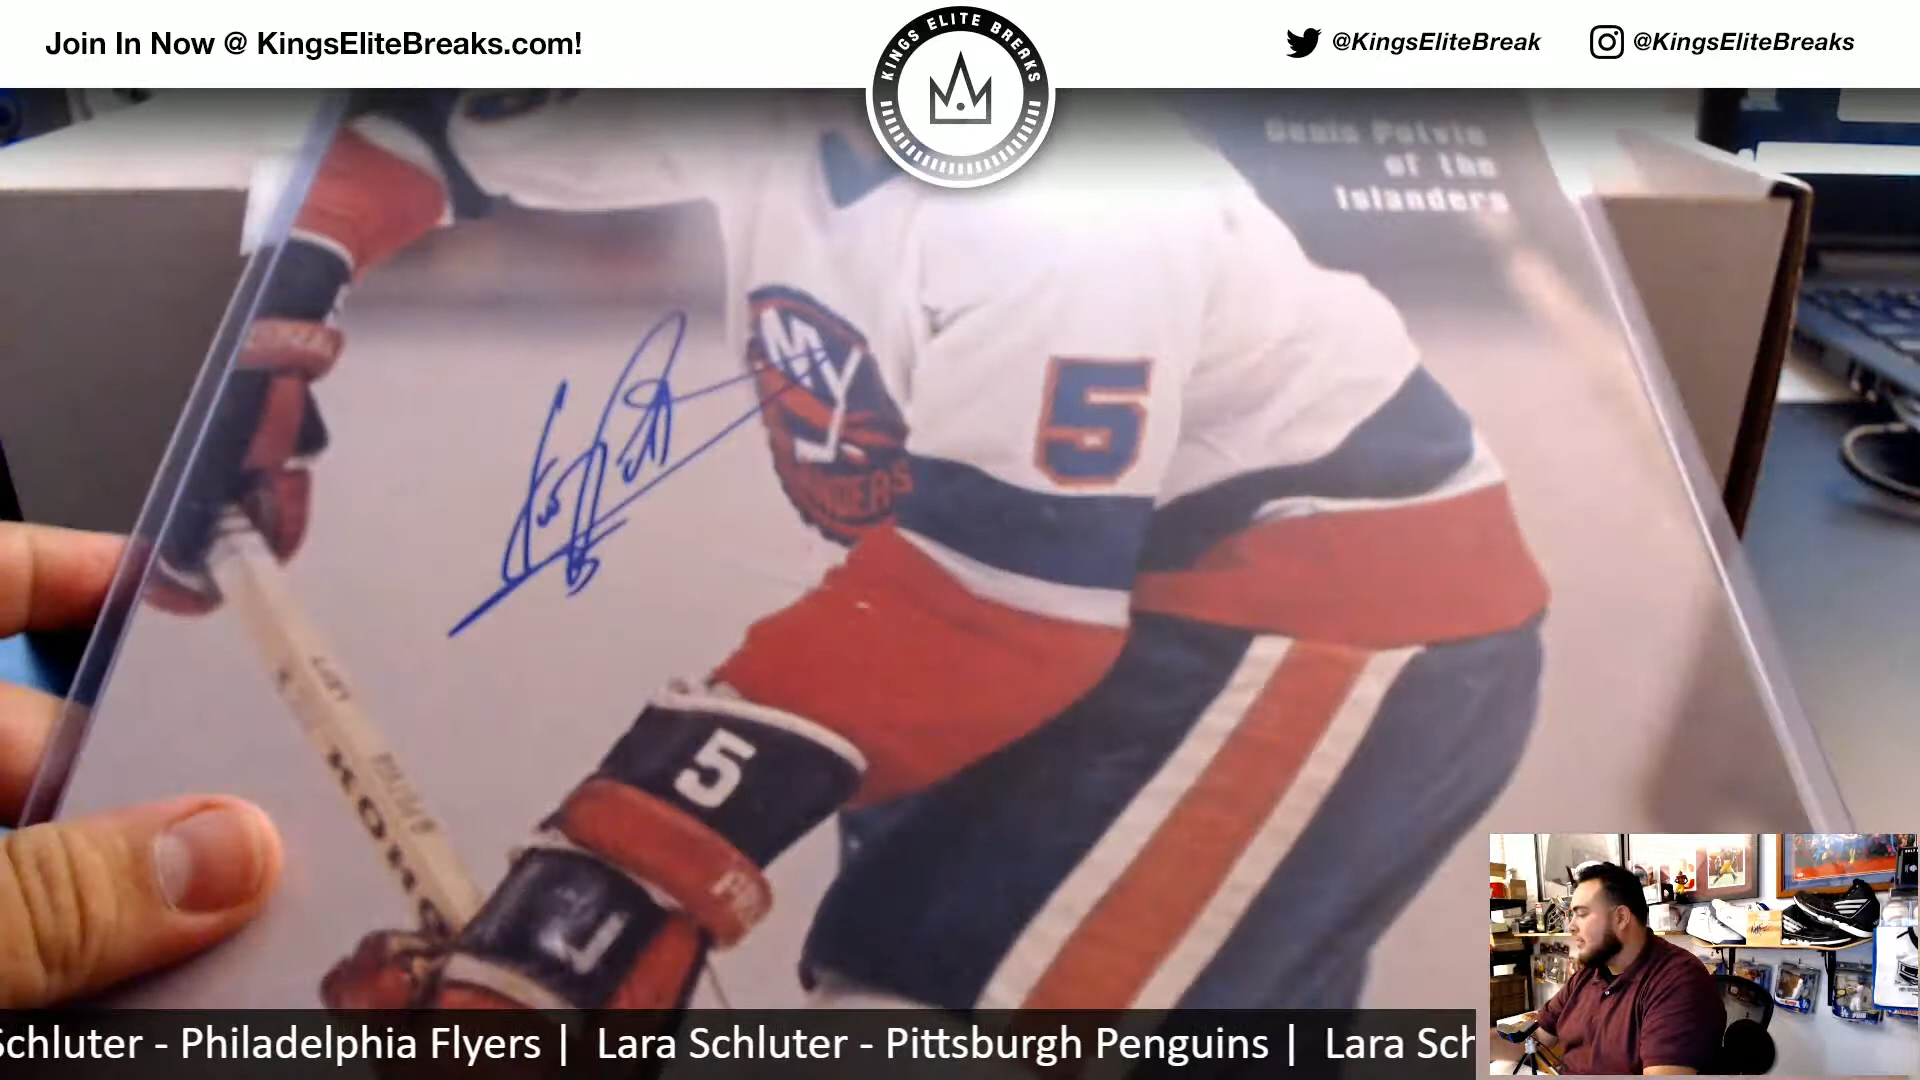 Join In Now @ KingsEliteBreaks.com!
KINGS ELITE BREAKS
@KingsEliteBreak
@KingsEliteBreaks
Denis Potvin
of the
Islanders
NY
5
5
Schluter - Philadelphia Flyers | Lara Schluter - Pittsburgh Penguins | Lara Sch